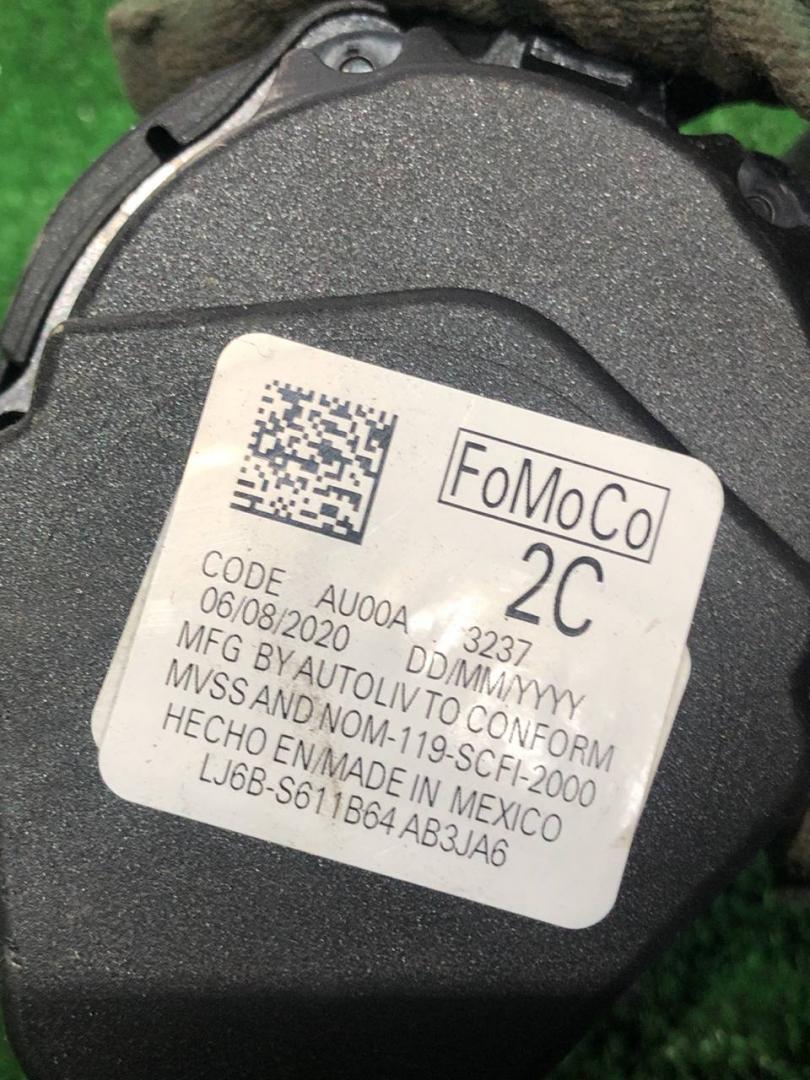 FoMoCo
2C
CODE AU00A 3237
06/08/2020 DD/MM/YYYY
MFG BY AUTOLIV TO CONFORM
MVSS AND NOM-119-SCFI-2000
HECHO EN/MADE IN MEXICO
LJ6B-S611B64 AB3JA6